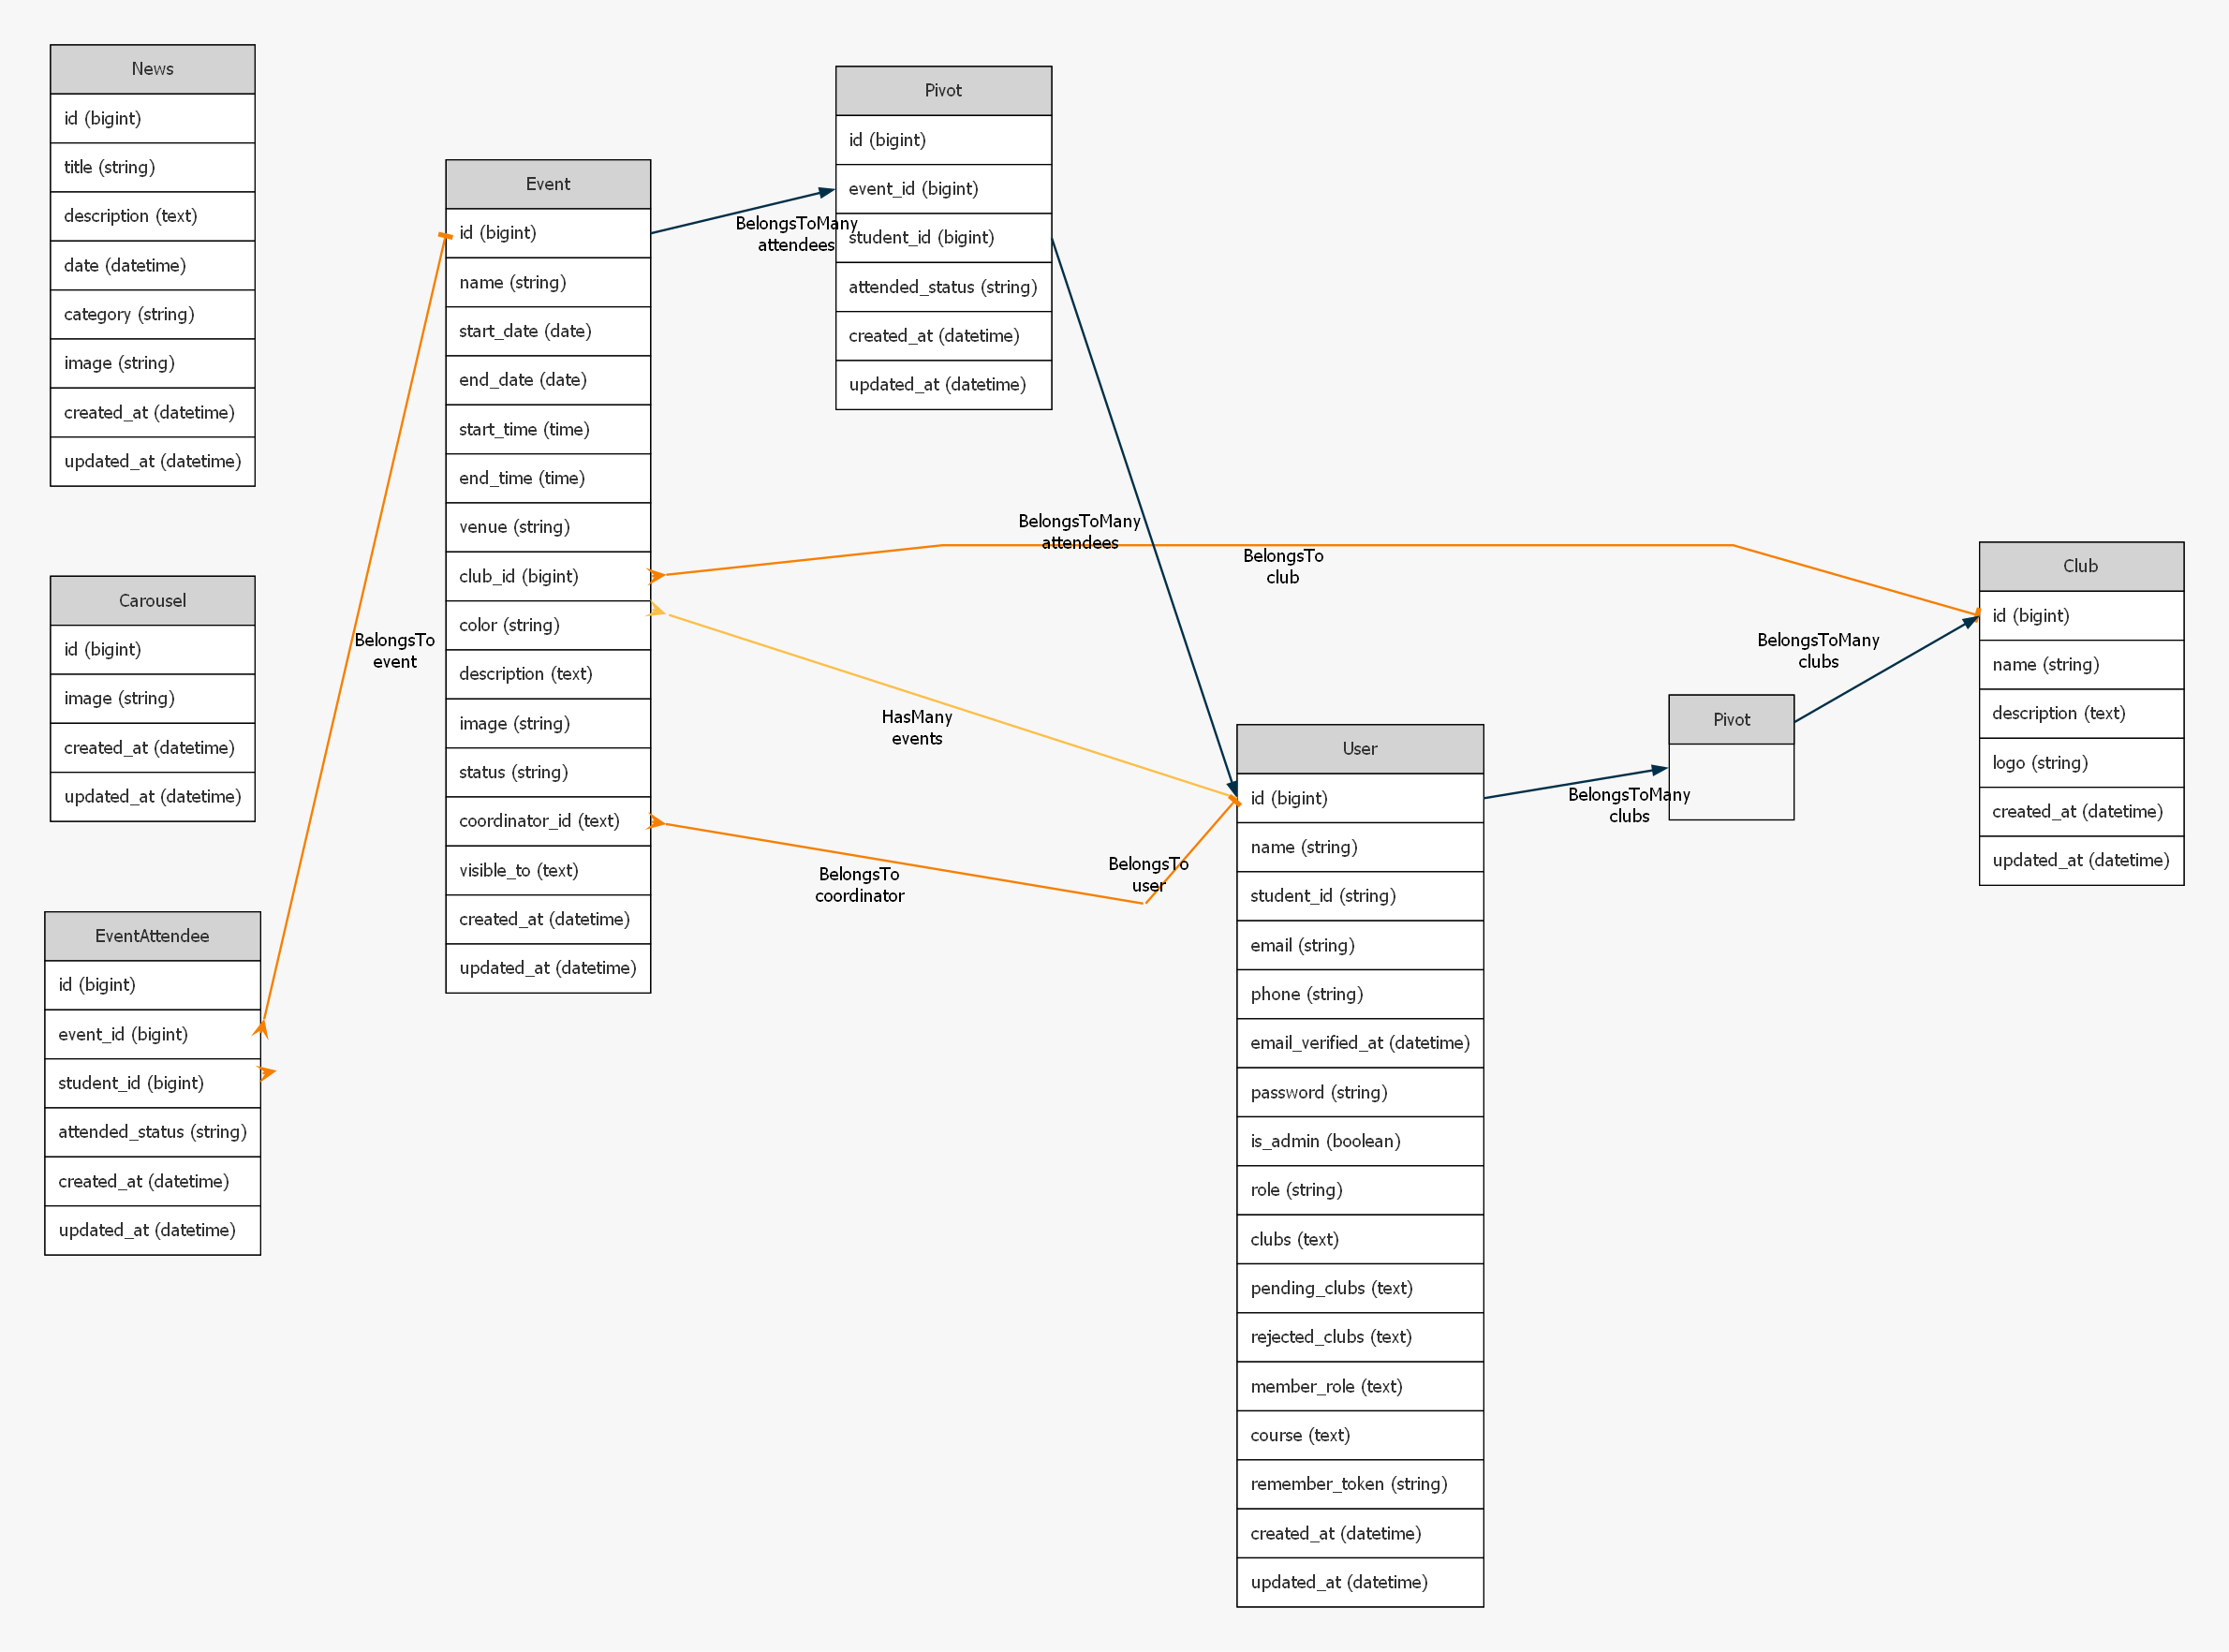 News
id (bigint)
title (string)
description (text)
date (datetime)
category (string)
image (string)
created_at (datetime)
updated_at (datetime)
Carousel
id (bigint)
image (string)
created_at (datetime)
updated_at (datetime)
EventAttendee
id (bigint)
event_id (bigint)
student_id (bigint)
attended_status (string)
created_at (datetime)
updated_at (datetime)
BelongsTo
event
Event
id (bigint)
name (string)
start_date (date)
end_date (date)
start_time (time)
end_time (time)
venue (string)
club_id (bigint)
color (string)
description (text)
image (string)
status (string)
coordinator_id (text)
visible_to (text)
created_at (datetime)
updated_at (datetime)
BelongsToMany
attendees
Pivot
id (bigint)
event_id (bigint)
student_id (bigint)
attended_status (string)
created_at (datetime)
updated_at (datetime)
BelongsToMany
attendees
BelongsTo
club
HasMany
events
BelongsTo
coordinator
BelongsTo
user
User
id (bigint)
name (string)
student_id (string)
email (string)
phone (string)
email_verified_at (datetime)
password (string)
is_admin (boolean)
role (string)
clubs (text)
pending_clubs (text)
rejected_clubs (text)
member_role (text)
course (text)
remember_token (string)
created_at (datetime)
updated_at (datetime)
BelongsToMany
clubs
Pivot
BelongsToMany
clubs
Club
id (bigint)
name (string)
description (text)
logo (string)
created_at (datetime)
updated_at (datetime)